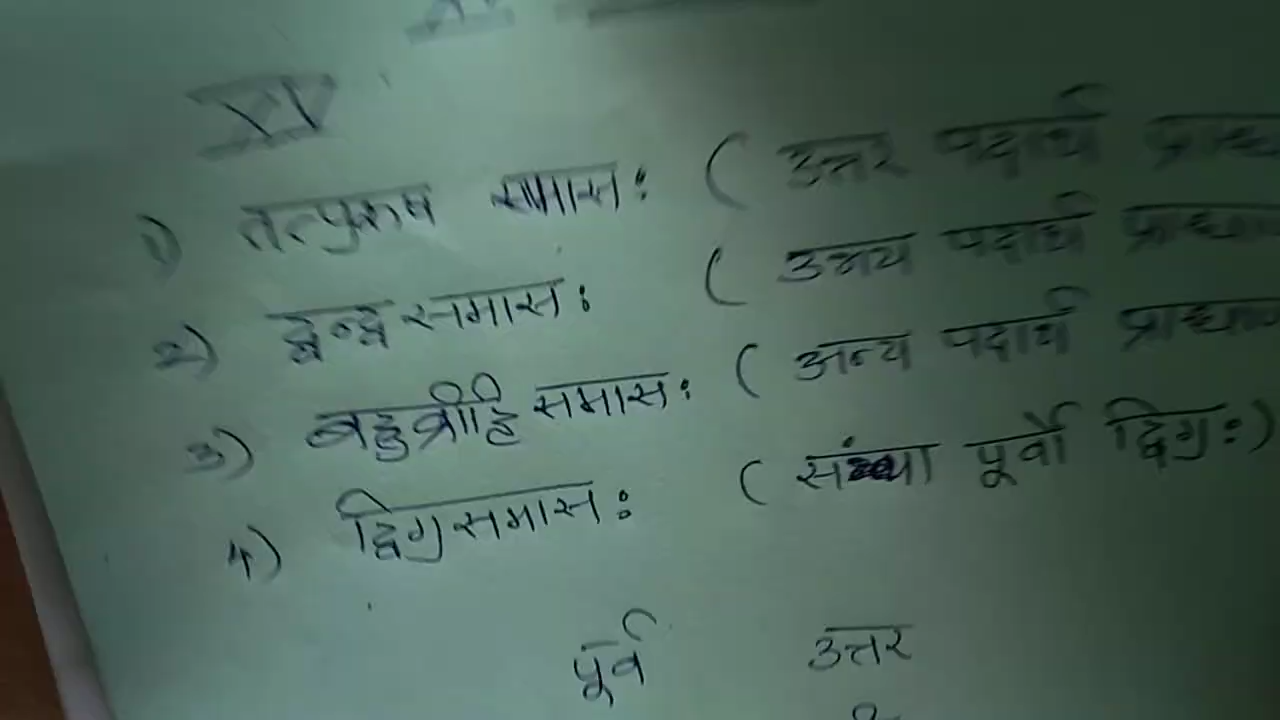 XV
1) तत्पुरुष समासः ( उत्तर पदार्थ
2) द्वन्द्व समासः ( उभय पदार्थ
3) बहुव्रीहि समासः ( अन्य पदार्थ
4) द्विगु समासः ( संख्या पूर्वो द्विगुः )
पूर्व उत्तर